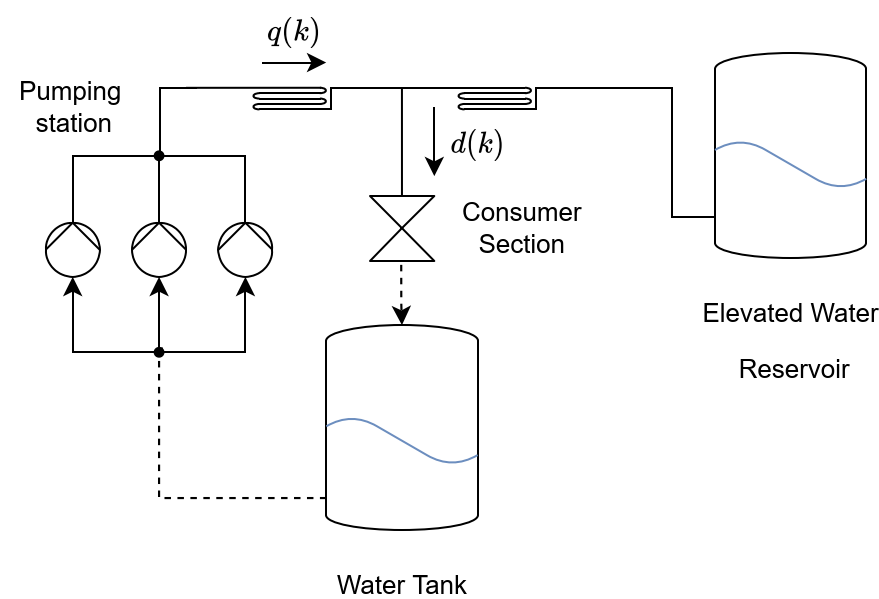 q(k)
Pumping
station
d(k)
Consumer
Section
Elevated Water
Reservoir
Water Tank